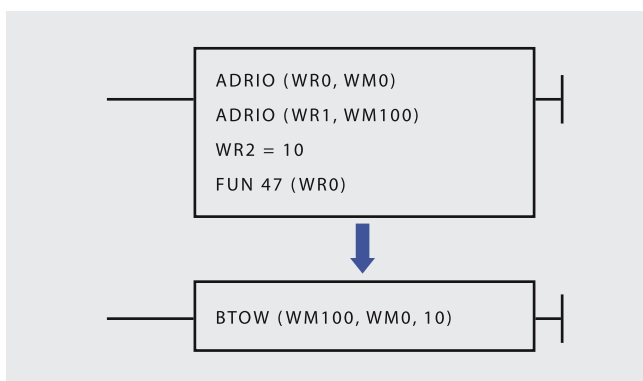 ADRIO (WR0, WM0)
ADRIO (WR1, WM100)
WR2 = 10
FUN 47 (WR0)
BTOW (WM100, WM0, 10)